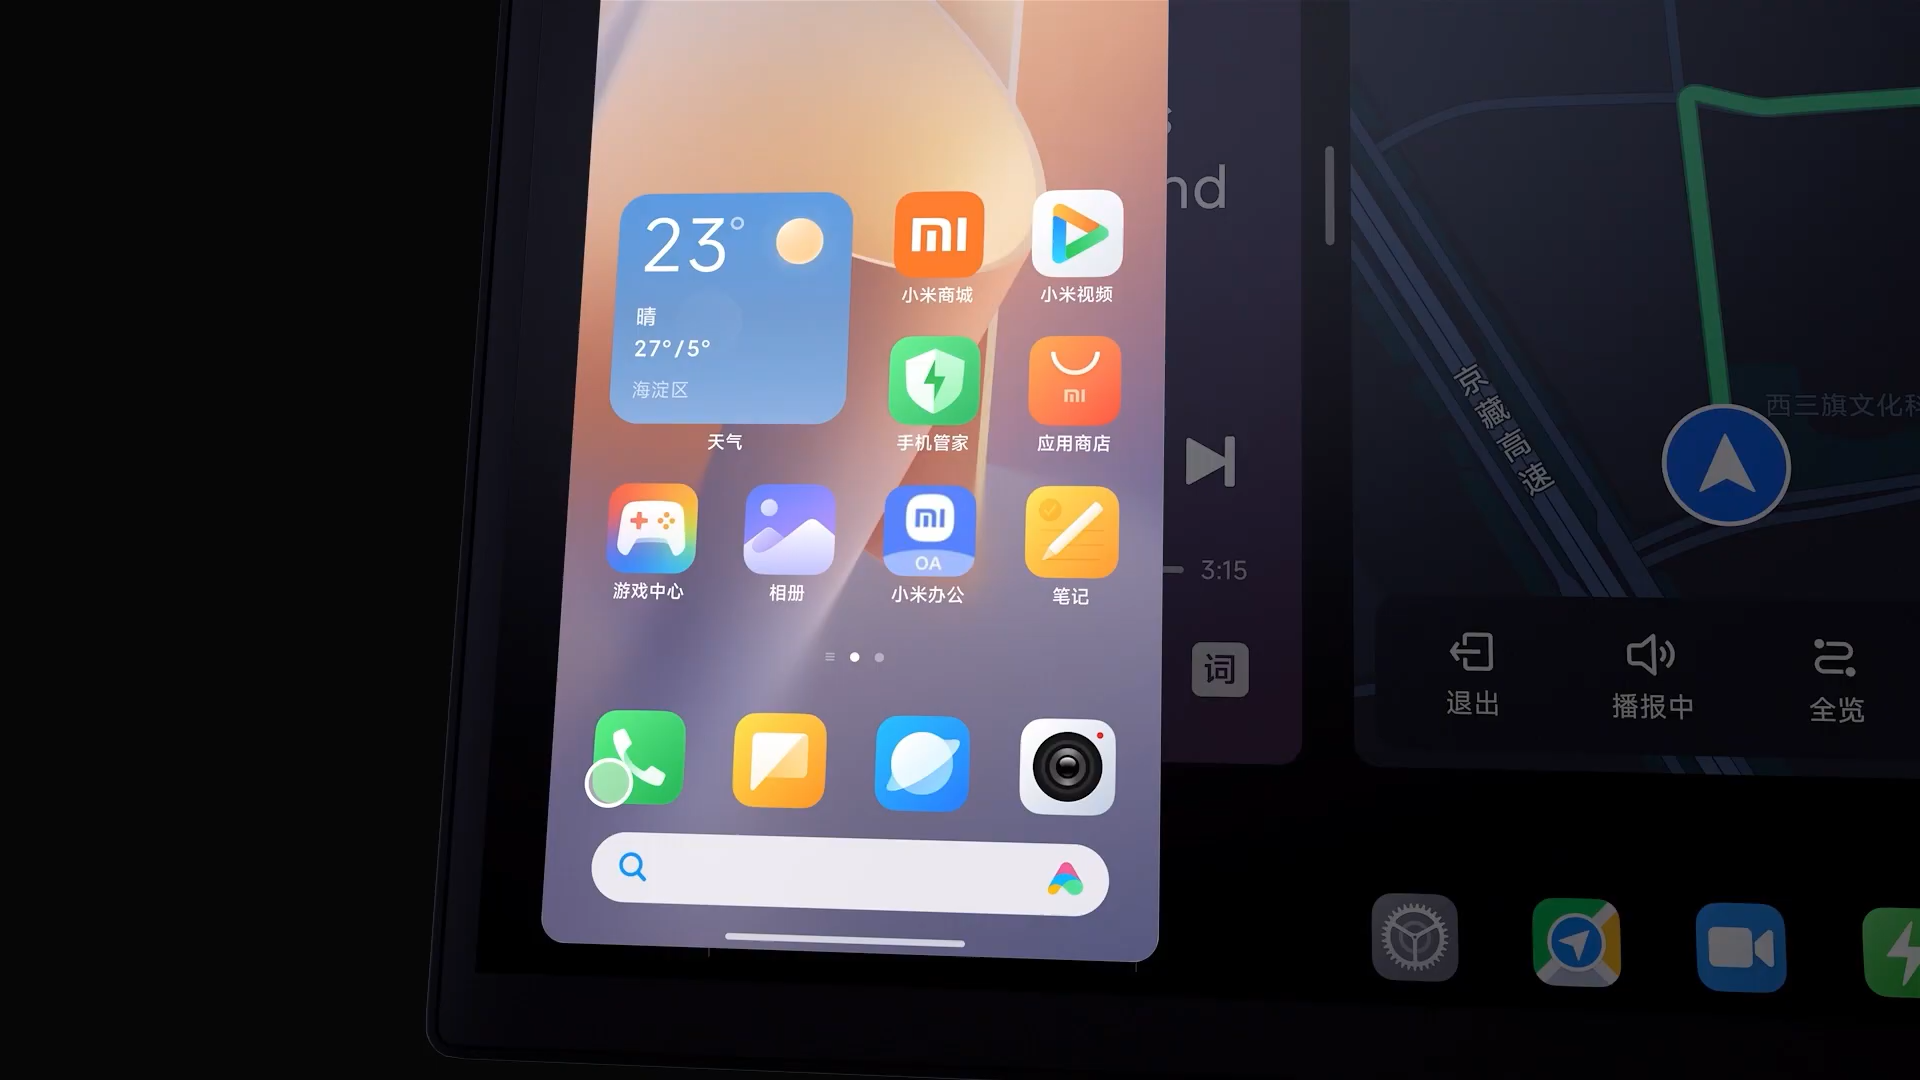 23°
晴
27°/5°
海淀区
天气
小米商城
小米视频
手机管家
mi
应用商店
游戏中心
相册
OA
小米办公
笔记
nd
3:15
词
京藏高速
西三旗文化科
退出
播报中
全览